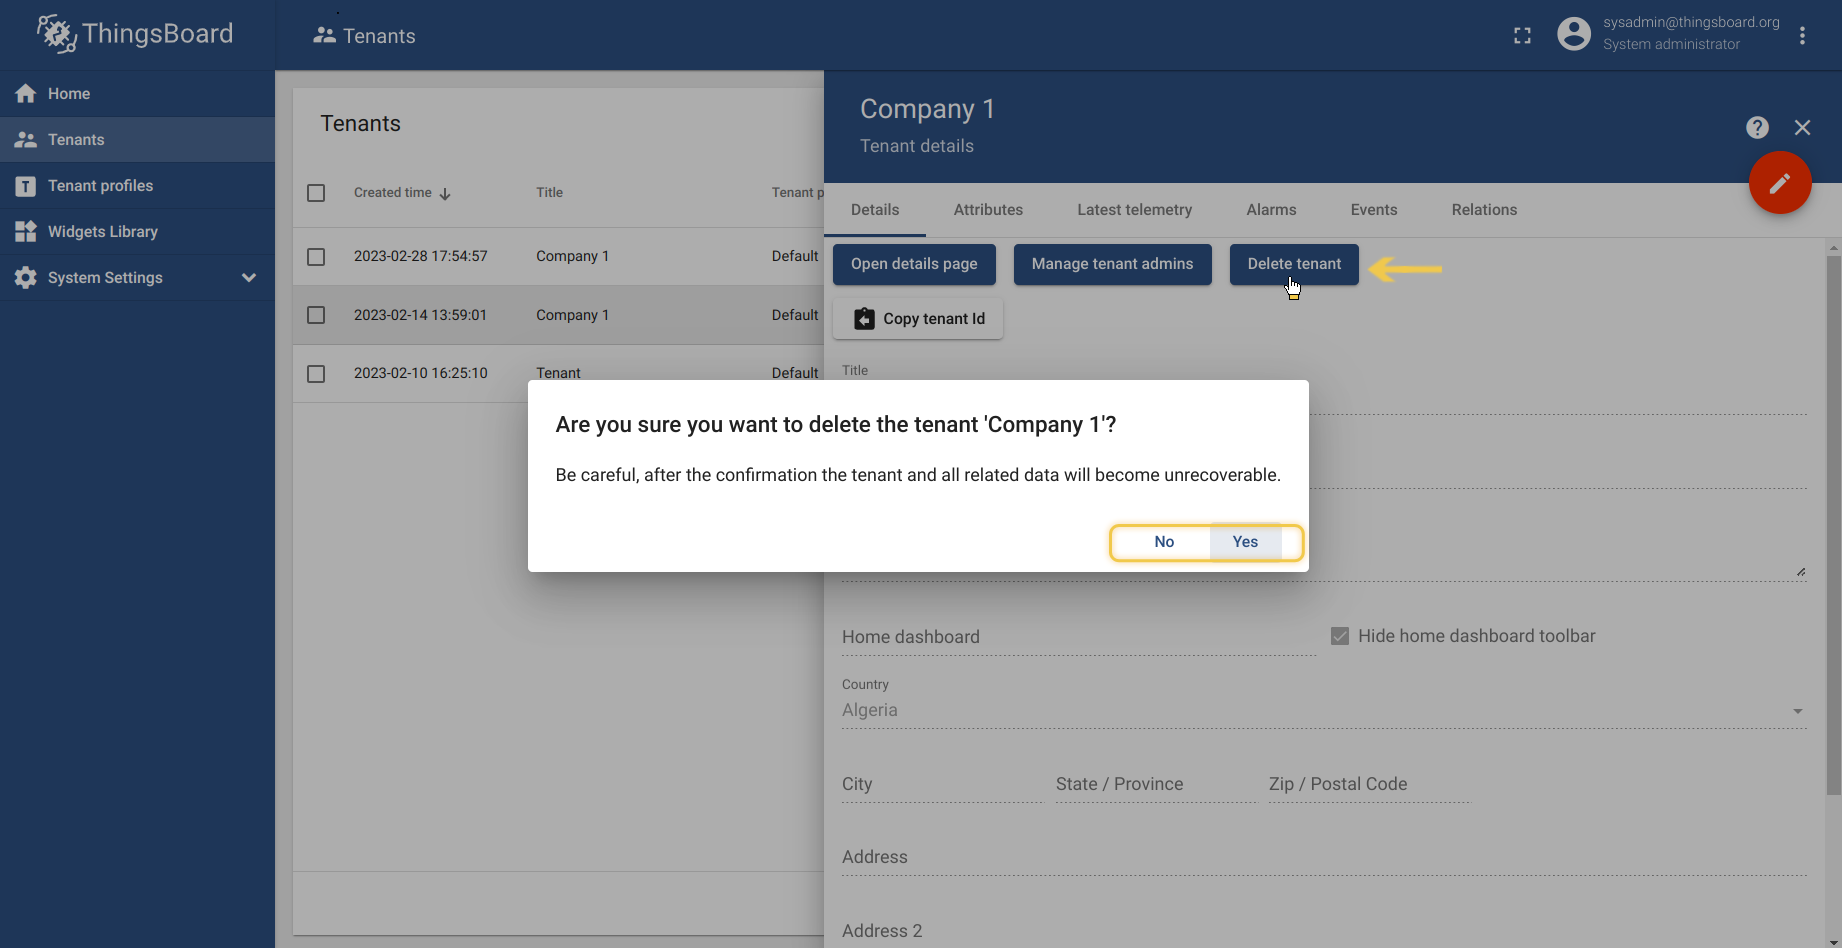 ThingsBoard
Tenants
sysadmin@thingsboard.org
System administrator
Home
Tenants
Tenant profiles
Widgets Library
System Settings
Tenants
Created time
Title
Tenant p
2023-02-28 17:54:57
Company 1
Default
2023-02-14 13:59:01
Company 1
Default
2023-02-10 16:25:10
Tenant
Default
Company 1
Tenant details
Details
Attributes
Latest telemetry
Alarms
Events
Relations
Open details page
Manage tenant admins
Delete tenant
Copy tenant Id
Title
Are you sure you want to delete the tenant 'Company 1'?
Be careful, after the confirmation the tenant and all related data will become unrecoverable.
No
Yes
Home dashboard
Hide home dashboard toolbar
Country
Algeria
City
State / Province
Zip / Postal Code
Address
Address 2